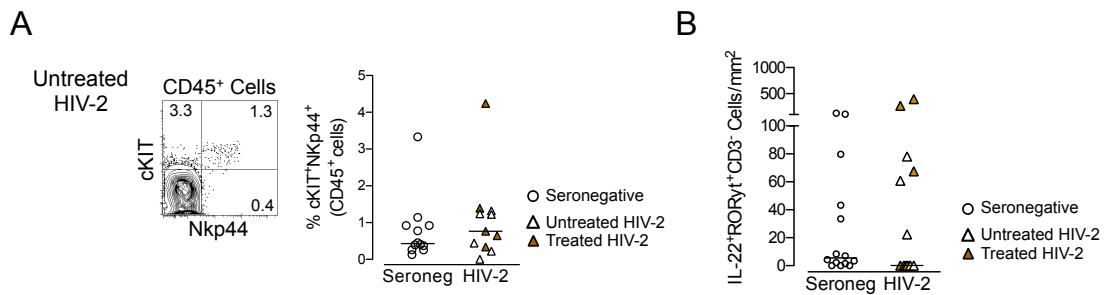 A
Untreated
HIV-2
CD45+ Cells
3.3
1.3
0.4
cKIT
Nkp44
% cKIT+NKp44+
(CD45+ cells)
5
4
3
2
1
0
Seroneg
HIV-2
Seronegative
Untreated HIV-2
Treated HIV-2
B
IL-22+RORγt+CD3- Cells/mm²
1000
500
100
80
60
40
20
0
Seroneg
HIV-2
Seronegative
Untreated HIV-2
Treated HIV-2